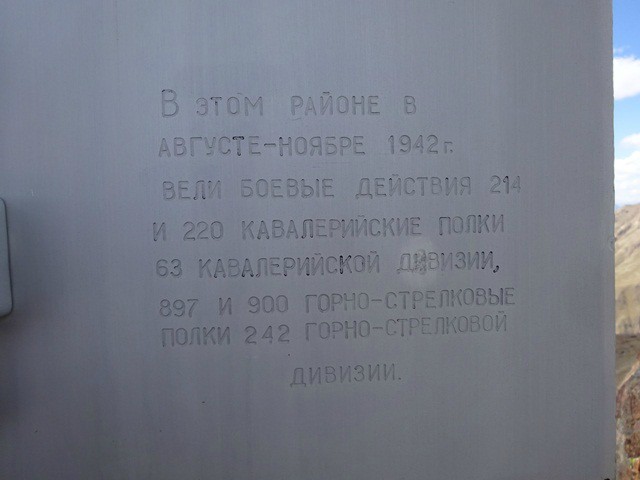 В ЭТОМ РАЙОНЕ В
АВГУСТЕ-НОЯБРЕ 1942 г.
ВЕЛИ БОЕВЫЕ ДЕЙСТВИЯ 214
И 220 КАВАЛЕРИЙСКИЕ ПОЛКИ
63 КАВАЛЕРИЙСКОЙ ДИВИЗИИ,
897 И 900 ГОРНО-СТРЕЛКОВЫЕ
ПОЛКИ 242 ГОРНО-СТРЕЛКОВОЙ
ДИВИЗИИ.